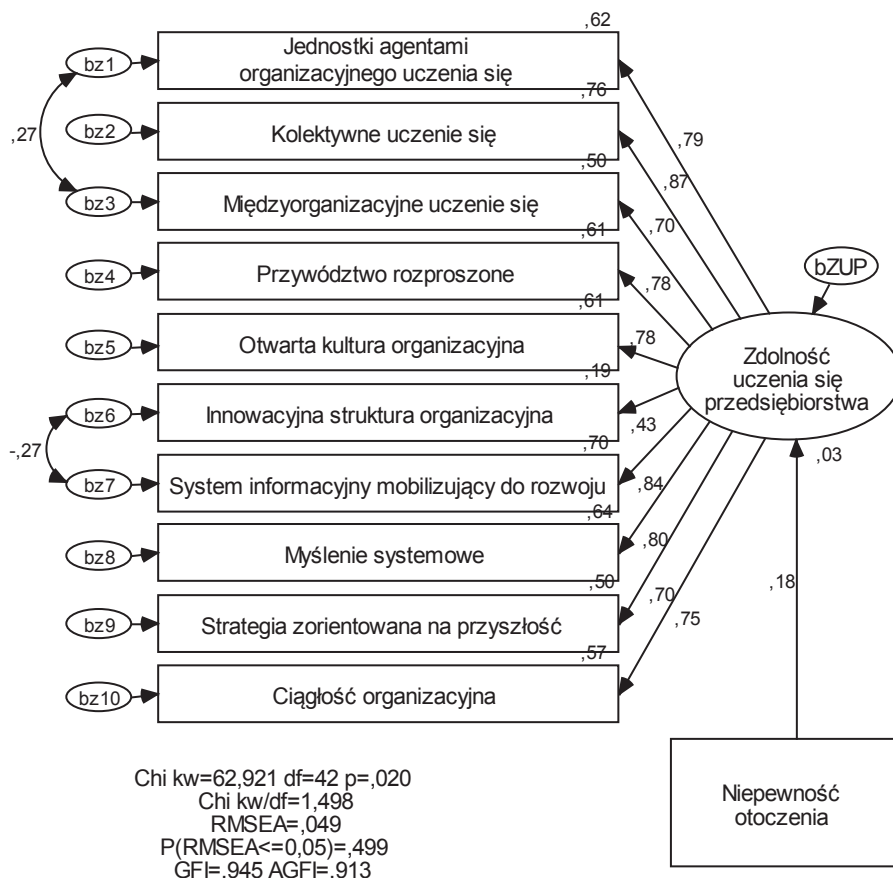 ,62
bz1
Jednostki agentami
organizacyjnego uczenia się
,76
,27
bz2
Kolektywne uczenie się
,79
,50
,87
bz3
Międzyorganizacyjne uczenie się
,70
,61
bz4
Przywództwo rozproszone
,78
bZUP
,61
bz5
Otwarta kultura organizacyjna
,78
Zdolność
uczenia się
przedsiębiorstwa
,19
bz6
Innowacyjna struktura organizacyjna
,43
-,27
,70
,03
bz7
System informacyjny mobilizujący do rozwoju
,84
,64
bz8
Myślenie systemowe
,80
,50
,70
,18
bz9
Strategia zorientowana na przyszłość
,75
,57
bz10
Ciągłość organizacyjna
Niepewność
otoczenia
Chi kw=62,921 df=42 p=,020
Chi kw/df=1,498
RMSEA=,049
P(RMSEA<=0,05)=,499
GFI=,945 AGFI=,913